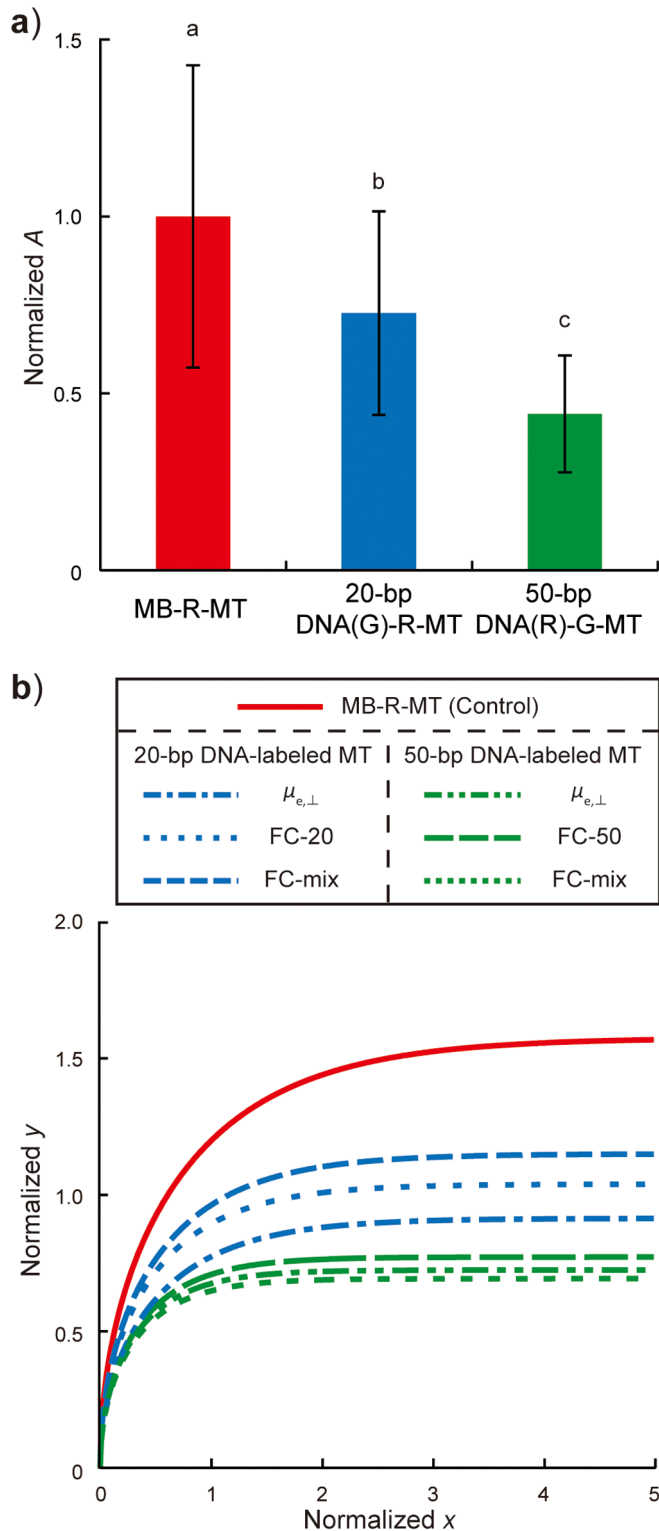 a)
1.5
1.0
0.5
0
Normalized A
a
b
c
MB-R-MT
20-bp
DNA(G)-R-MT
50-bp
DNA(R)-G-MT
b)
MB-R-MT (Control)
20-bp DNA-labeled MT
μe,⊥
FC-20
FC-mix
50-bp DNA-labeled MT
μe,⊥
FC-50
FC-mix
2.0
1.5
1.0
0.5
0
Normalized y
0 1 2 3 4 5
Normalized x